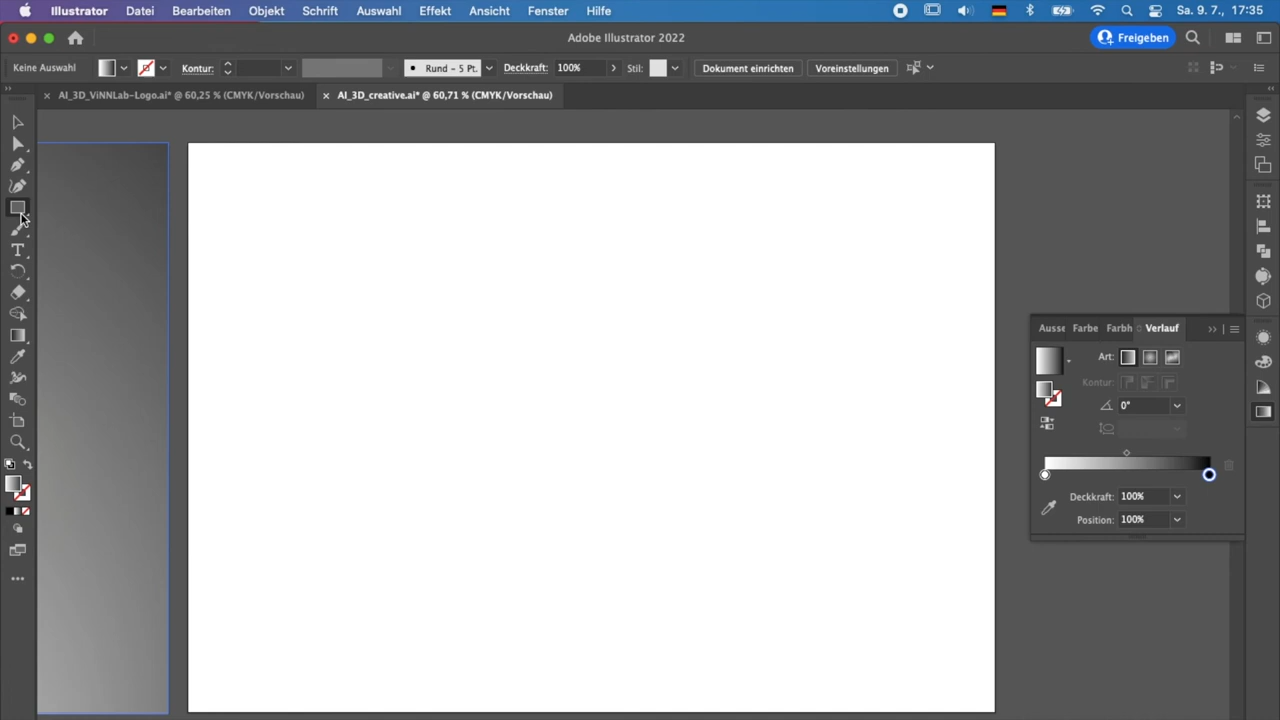 Illustrator Datei Bearbeiten Objekt Schrift Auswahl Effekt Ansicht Fenster Hilfe Sa. 9. 7., 17:35
Adobe Illustrator 2022 Freigeben
Keine Auswahl Kontur: Rund – 5 Pt. Deckkraft: 100% Stil: Dokument einrichten Voreinstellungen
AI_3D_ViNNLab-Logo.ai* @ 60,25 % (CMYK/Vorschau) AI_3D_creative.ai* @ 60,71 % (CMYK/Vorschau)
Ausse Farbe Farbh Verlauf
Art:
Kontur:
0°
Deckkraft: 100%
Position: 100%